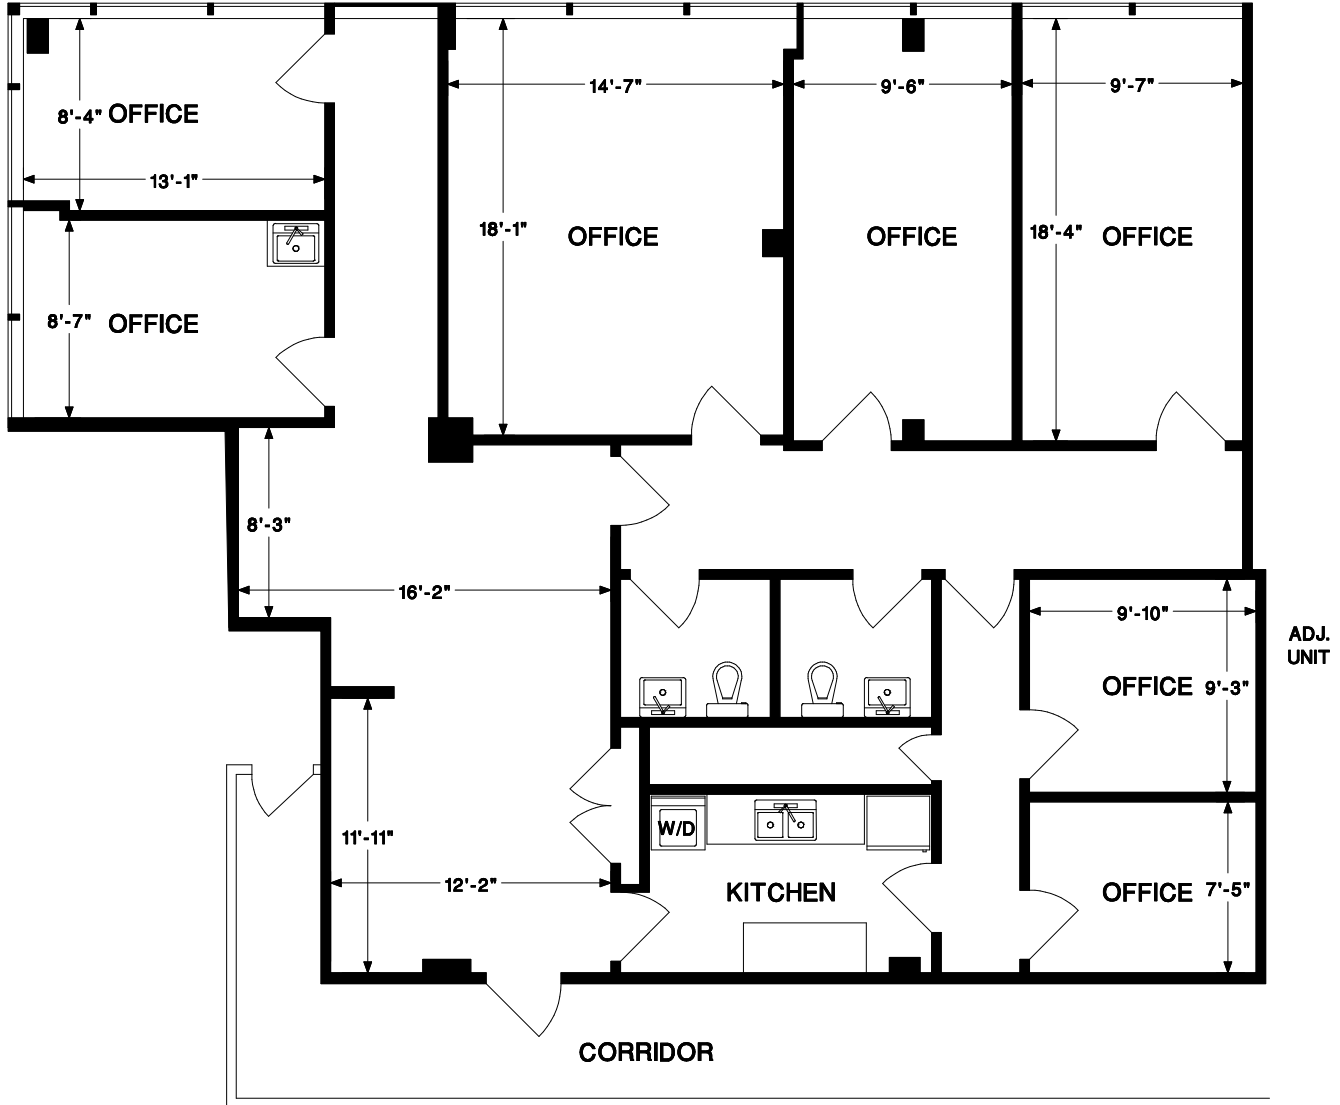 14'-7"
9'-6"
9'-7"
8'-4" OFFICE
13'-1"
18'-1"
OFFICE
OFFICE
18'-4"
OFFICE
8'-7"
OFFICE
8'-3"
16'-2"
9'-10"
ADJ.
UNIT
OFFICE
9'-3"
W/D
11'-11"
12'-2"
KITCHEN
OFFICE
7'-5"
CORRIDOR